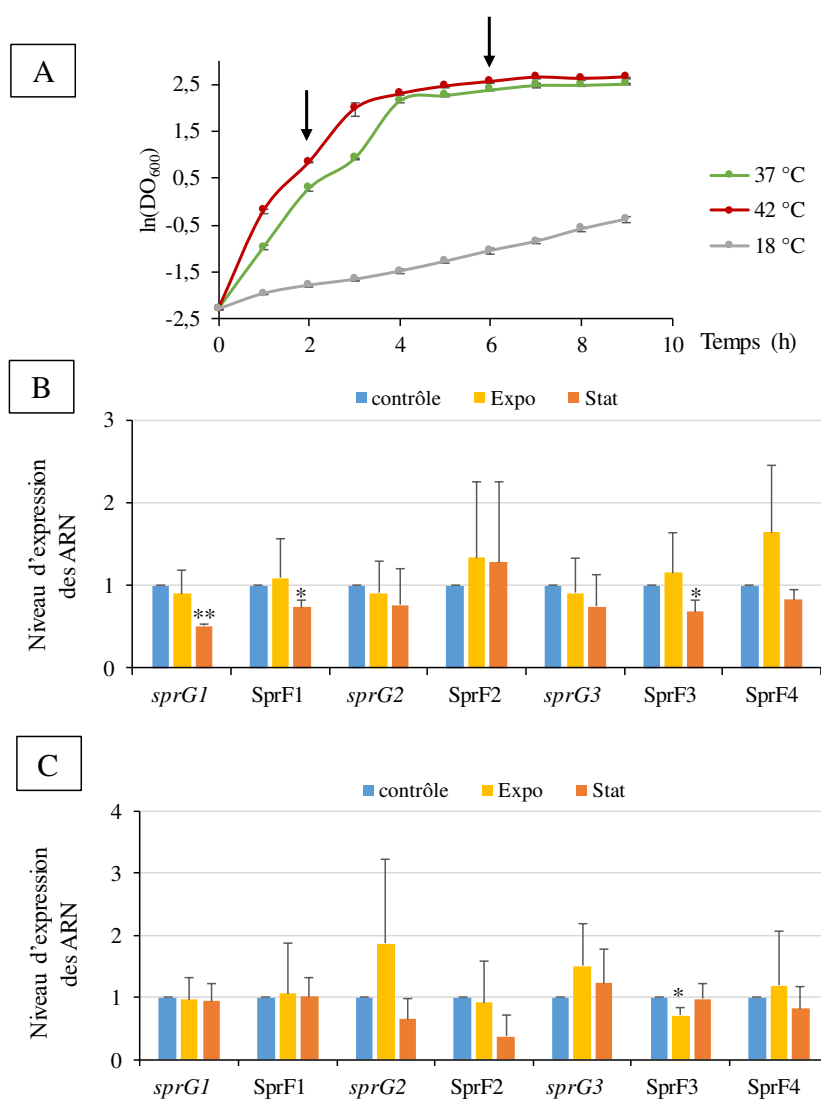 A
ln(DO600)
2,5
1,5
0,5
-0,5
-1,5
-2,5
0 2 4 6 8 10
Temps (h)
37 °C
42 °C
18 °C
B
contrôle Expo Stat
Niveau d'expression
des ARN
3
2
1
0
**
*
*
sprG1 SprF1 sprG2 SprF2 sprG3 SprF3 SprF4
C
contrôle Expo Stat
Niveau d'expression
des ARN
4
3
2
1
0
*
sprG1 SprF1 sprG2 SprF2 sprG3 SprF3 SprF4